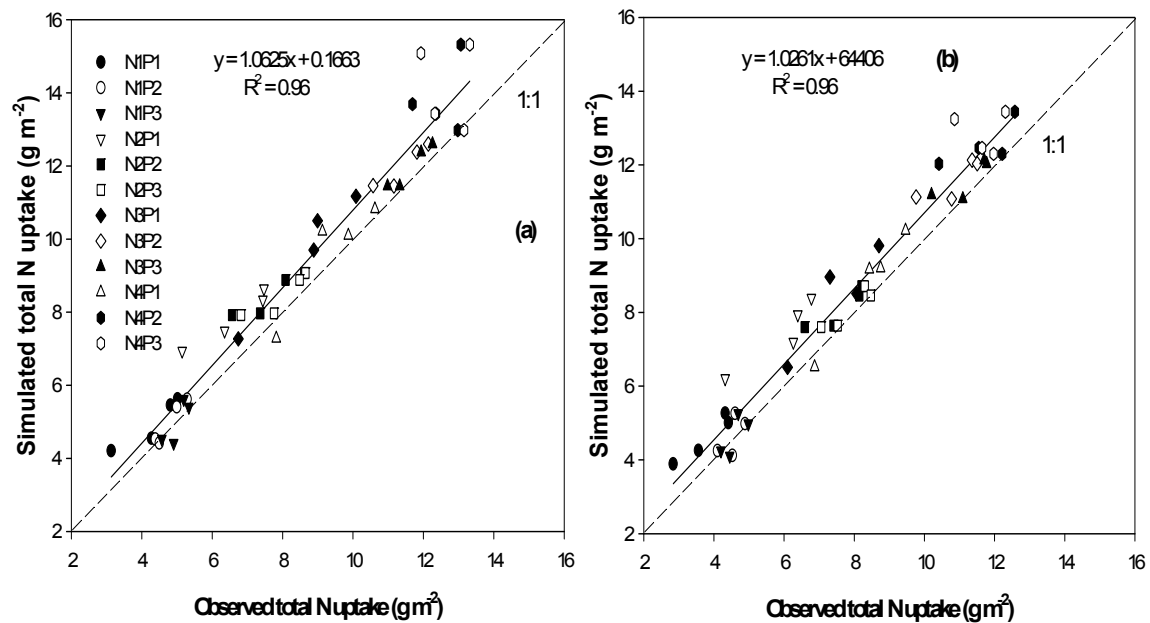 16
14
12
10
8
6
4
2
Simulated total N uptake (g m-2)
N1P1
N1P2
N1P3
N2P1
N2P2
N2P3
N3P1
N3P2
N3P3
N4P1
N4P2
N4P3
y = 1.0625x + 0.1663
R2 = 0.96
1:1
(a)
2 4 6 8 10 12 14 16
Observed total N uptake (g m-2)
16
14
12
10
8
6
4
2
Simulated total N uptake (g m-2)
y = 1.0261x + 64406
R2 = 0.96
(b)
1:1
2 4 6 8 10 12 14 16
Observed total N uptake (g m-2)